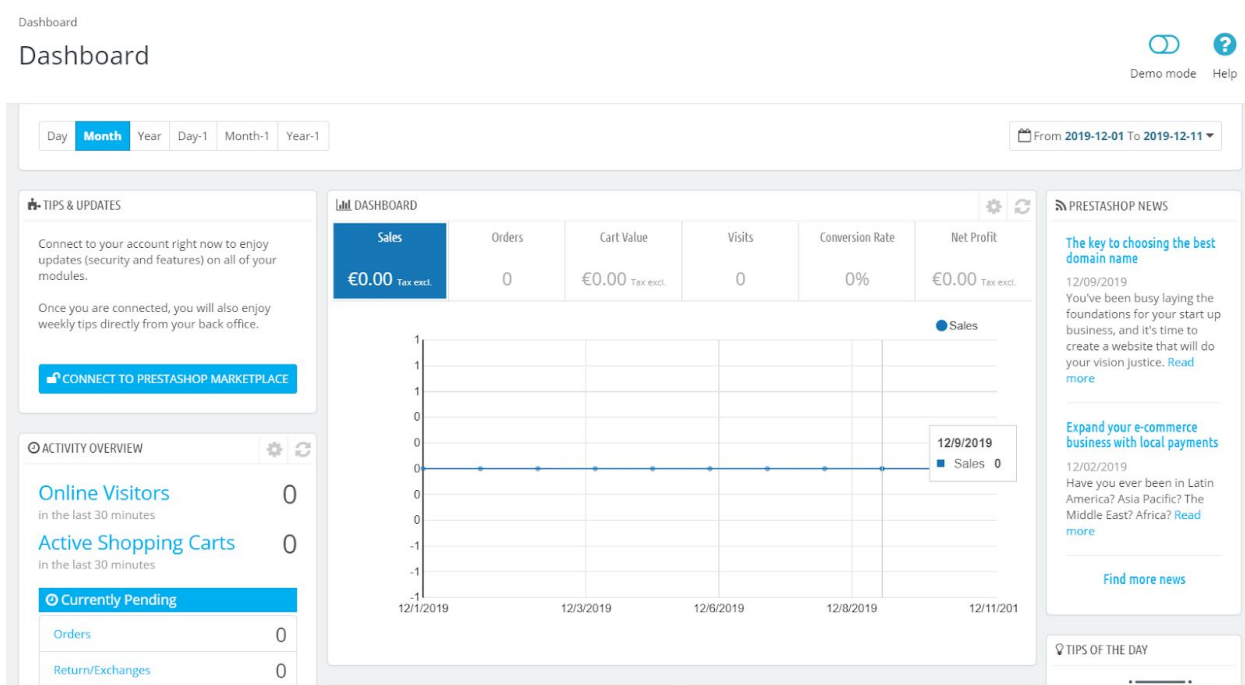 Dashboard
Dashboard
Demo mode
Help
Day Month Year Day-1 Month-1 Year-1
From 2019-12-01 To 2019-12-11
TIPS & UPDATES
Connect to your account right now to enjoy
updates (security and features) on all of your
modules.
Once you are connected, you will also enjoy
weekly tips directly from your back office.
CONNECT TO PRESTASHOP MARKETPLACE
ACTIVITY OVERVIEW
Online Visitors 0
in the last 30 minutes
Active Shopping Carts 0
in the last 30 minutes
Currently Pending
Orders 0
Return/Exchanges 0
DASHBOARD
Sales Orders Cart Value Visits Conversion Rate Net Profit
€0.00 Tax excl. 0 €0.00 Tax excl. 0 0% €0.00 Tax excl.
Sales
1
1
1
0
0
0
0
0
-1
-1
-1
12/1/2019 12/3/2019 12/6/2019 12/8/2019 12/11/201
12/9/2019
Sales 0
PRESTASHOP NEWS
The key to choosing the best
domain name
12/09/2019
You've been busy laying the
foundations for your start up
business, and it's time to
create a website that will do
your vision justice. Read
more
Expand your e-commerce
business with local payments
12/02/2019
Have you ever been in Latin
America? Asia Pacific? The
Middle East? Africa? Read
more
Find more news
TIPS OF THE DAY